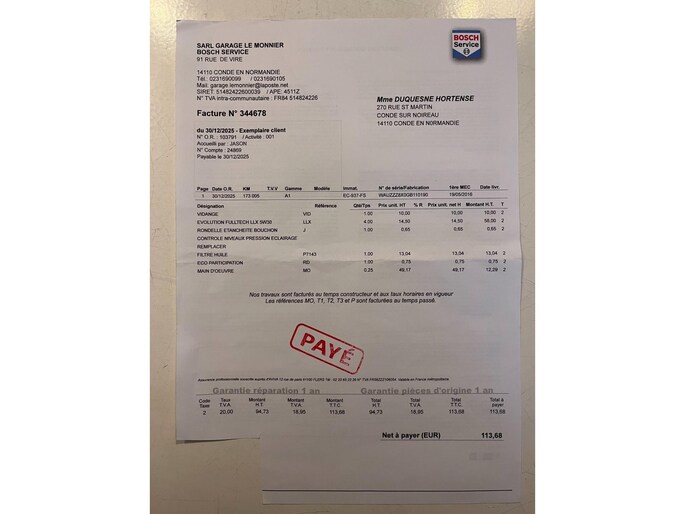 SARL GARAGE LE MONNIER
BOSCH SERVICE
91 RUE DE VIRE
14110 CONDE EN NORMANDIE
Tél.: 0231690099 / 0231690105
Mail: garage.lemonnier@laposte.net
SIRET: 51482422600039 / APE: 4511Z
N° TVA intra-communautaire : FR84 514824226
BOSCH
Service
Facture N° 344678
Mme DUQUESNE HORTENSE
270 RUE ST MARTIN
CONDE SUR NOIREAU
14110 CONDE EN NORMANDIE
du 30/12/2025 - Exemplaire client
N° O.R. : 103791 / Activité : 001
Accueilli par : JASON
N° Compte : 24869
Payable le 30/12/2025
Page Date O.R. KM T.V.V Gamme Modèle Immat. N° de série/Fabrication 1ère MEC Date livr.
1 30/12/2025 173 005 A1 EC-937-FS 19/05/2016
Désignation Référence Qté/Tps Prix unit. HT % R Prix unit. net H Montant H.T. T
VIDANGE VID 1.00 10,00 10,00 10,00 2
EVOLUTION FULLTECH LLX 5W30 LLX 4.00 14,50 14,50 58,00 2
RONDELLE ETANCHEITE BOUCHON J 1.00 0,65 0,65 0,65 2
CONTROLE NIVEAUX PRESSION ECLAIRAGE
REMPLACER
FILTRE HUILE P7143 1.00 13,04 13,04 13,04 2
ECO PARTICIPATION RD 1.00 0,75 0,75 0,75 2
MAIN D'OEUVRE MO 0.25 49,17 49,17 12,29 2
Nos travaux sont facturés au temps constructeur et aux taux horaires en vigueur
Les références MO, T1, T2, T3 et P sont facturées au temps passé.
PAYÉ
Garantie réparation 1 an Garantie pièces d'origine 1 an
Code Taxe Taux T.V.A. Montant H.T. Montant T.V.A. Montant T.T.C. Total H.T. Total T.V.A. Total T.T.C. Total à payer
2 20,00 94,73 18,95 113,68 94,73 18,95 113,68 113,68
Net à payer (EUR) 113,68